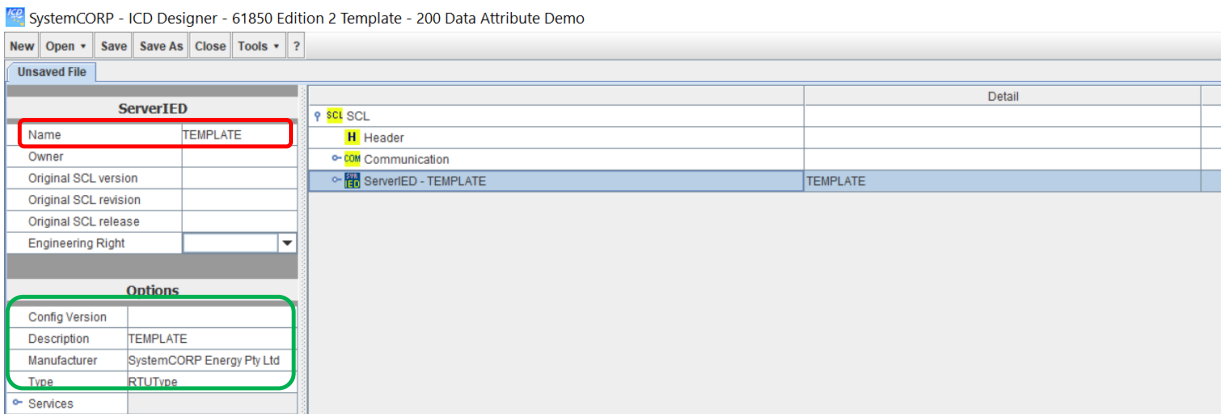 SystemCORP - ICD Designer - 61850 Edition 2 Template - 200 Data Attribute Demo
New Open Save Save As Close Tools ?
Unsaved File
ServerIED
Name TEMPLATE
Owner
Original SCL version
Original SCL revision
Original SCL release
Engineering Right
Options
Config Version
Description TEMPLATE
Manufacturer SystemCORP Energy Pty Ltd
Type RTUType
Services
Detail
SCL SCL
H Header
COM Communication
IED ServerIED - TEMPLATE TEMPLATE